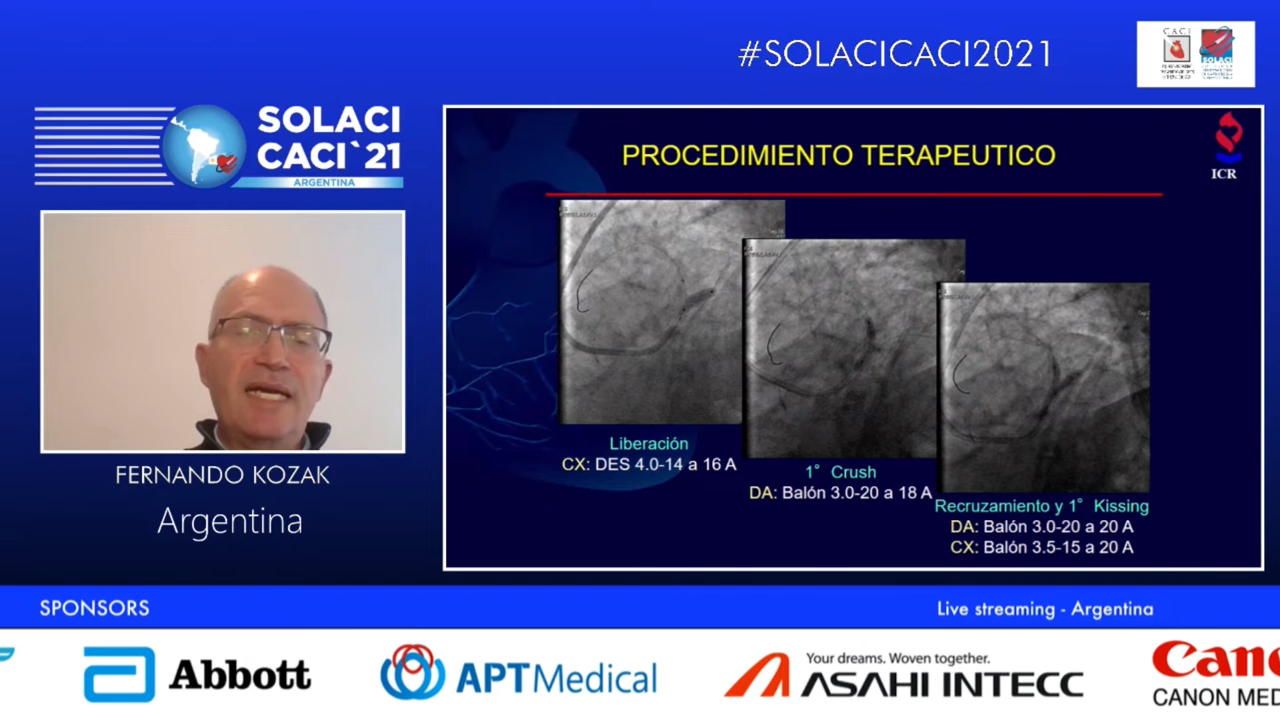 #SOLACICACI2021
C.A.C.I.
SOLACI
SOLACI
CACI`21
ARGENTINA
PROCEDIMIENTO TERAPEUTICO
ICR
Liberación
CX: DES 4.0-14 a 16 A
1° Crush
DA: Balón 3.0-20 a 18 A
Recruzamiento y 1° Kissing
DA: Balón 3.0-20 a 20 A
CX: Balón 3.5-15 a 20 A
FERNANDO KOZAK
Argentina
SPONSORS
Live streaming - Argentina
Abbott
APTMedical
Your dreams. Woven together.
ASAHI INTECC
Cano
CANON MED